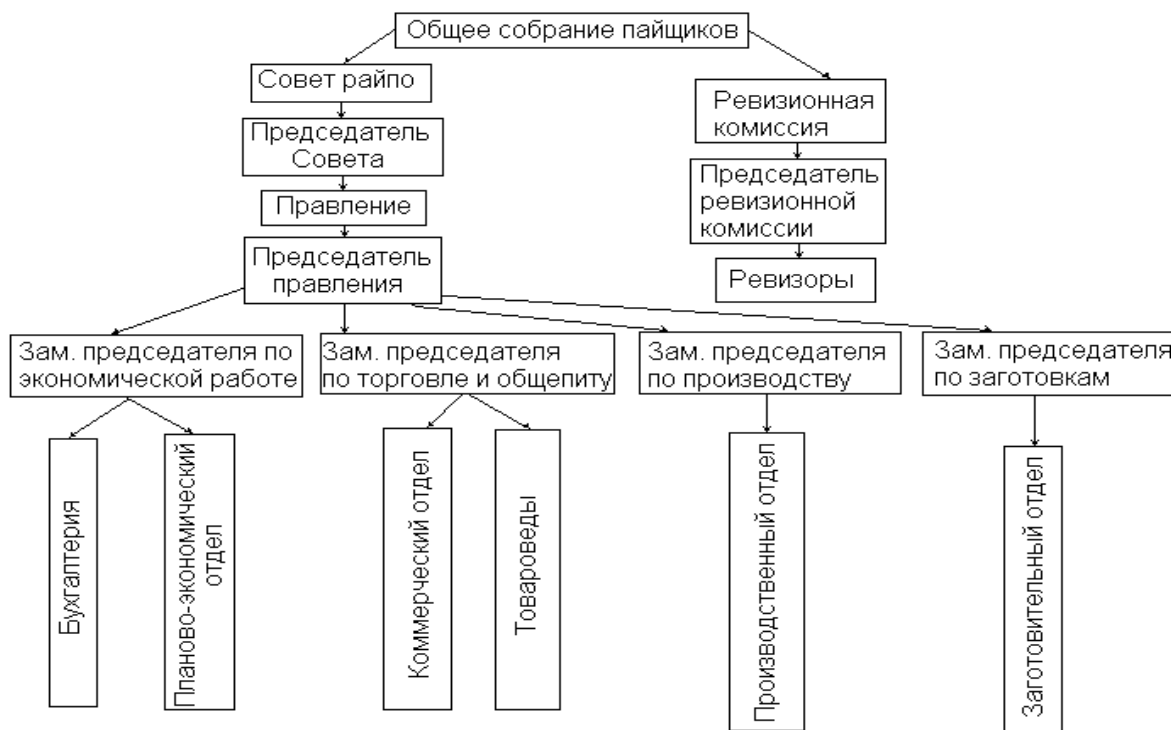 Общее собрание пайщиков
Совет райпо
Ревизионная
комиссия
Председатель
Совета
Председатель
ревизионной
комиссии
Правление
Председатель
правления
Ревизоры
Зам. председателя по
экономической работе
Зам. председателя
по торговле и общепиту
Зам. председателя
по производству
Зам. председателя
по заготовкам
Бухгалтерия
Планово-экономический
отдел
Коммерческий отдел
Товароведы
Производственный отдел
Заготовительный отдел